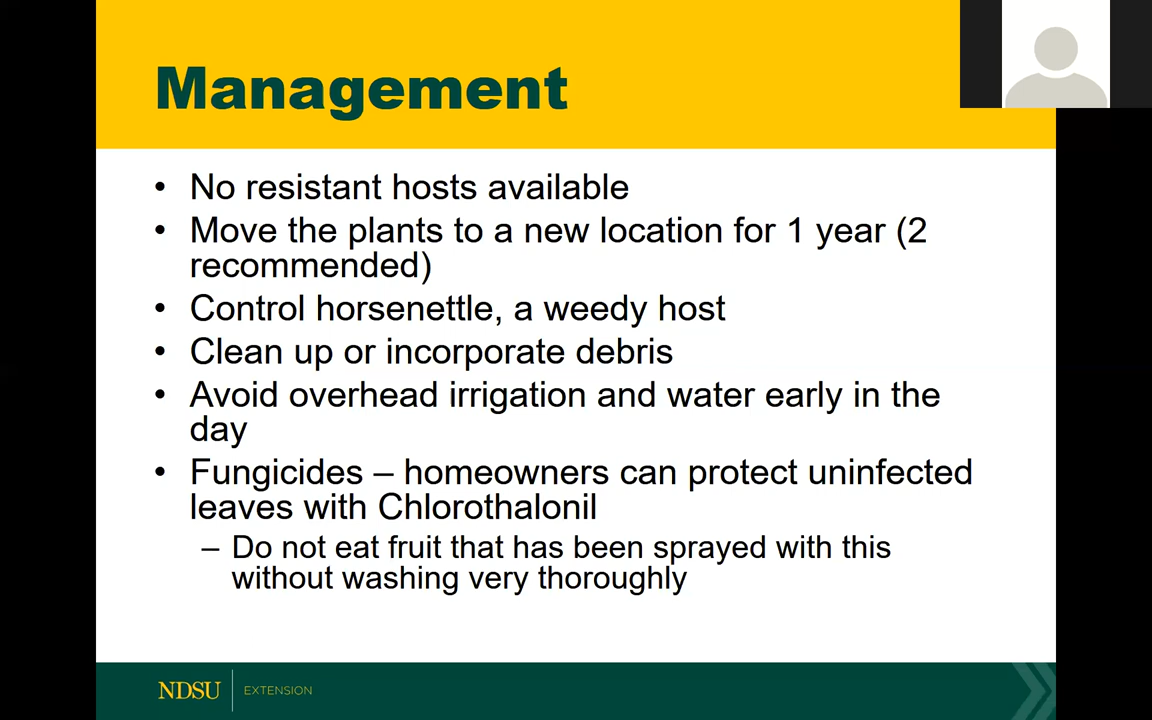 Management
• No resistant hosts available
• Move the plants to a new location for 1 year (2
recommended)
• Control horsenettle, a weedy host
• Clean up or incorporate debris
• Avoid overhead irrigation and water early in the
day
• Fungicides – homeowners can protect uninfected
leaves with Chlorothalonil
– Do not eat fruit that has been sprayed with this
without washing very thoroughly
NDSU EXTENSION